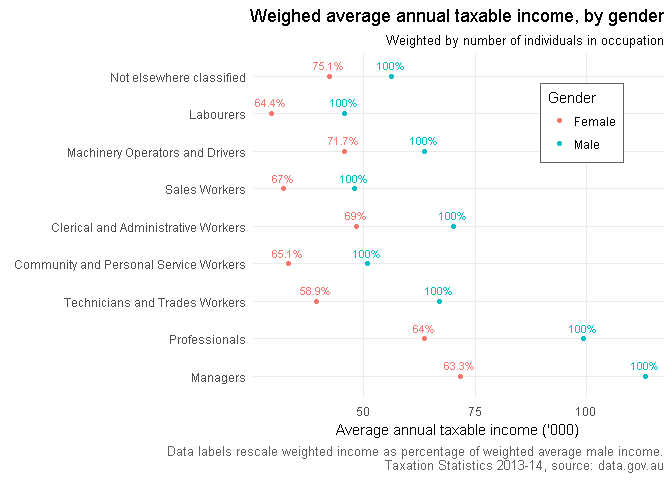 Weighed average annual taxable income, by gender
Weighted by number of individuals in occupation
Not elsewhere classified
75.1% 100%
Labourers
64.4% 100%
Machinery Operators and Drivers
71.7% 100%
Sales Workers
67% 100%
Clerical and Administrative Workers
69% 100%
Community and Personal Service Workers
65.1% 100%
Technicians and Trades Workers
58.9% 100%
Professionals
64% 100%
Managers
63.3% 100%
Gender
Female
Male
50 75 100
Average annual taxable income ('000)
Data labels rescale weighted income as percentage of weighted average male income.
Taxation Statistics 2013-14, source: data.gov.au